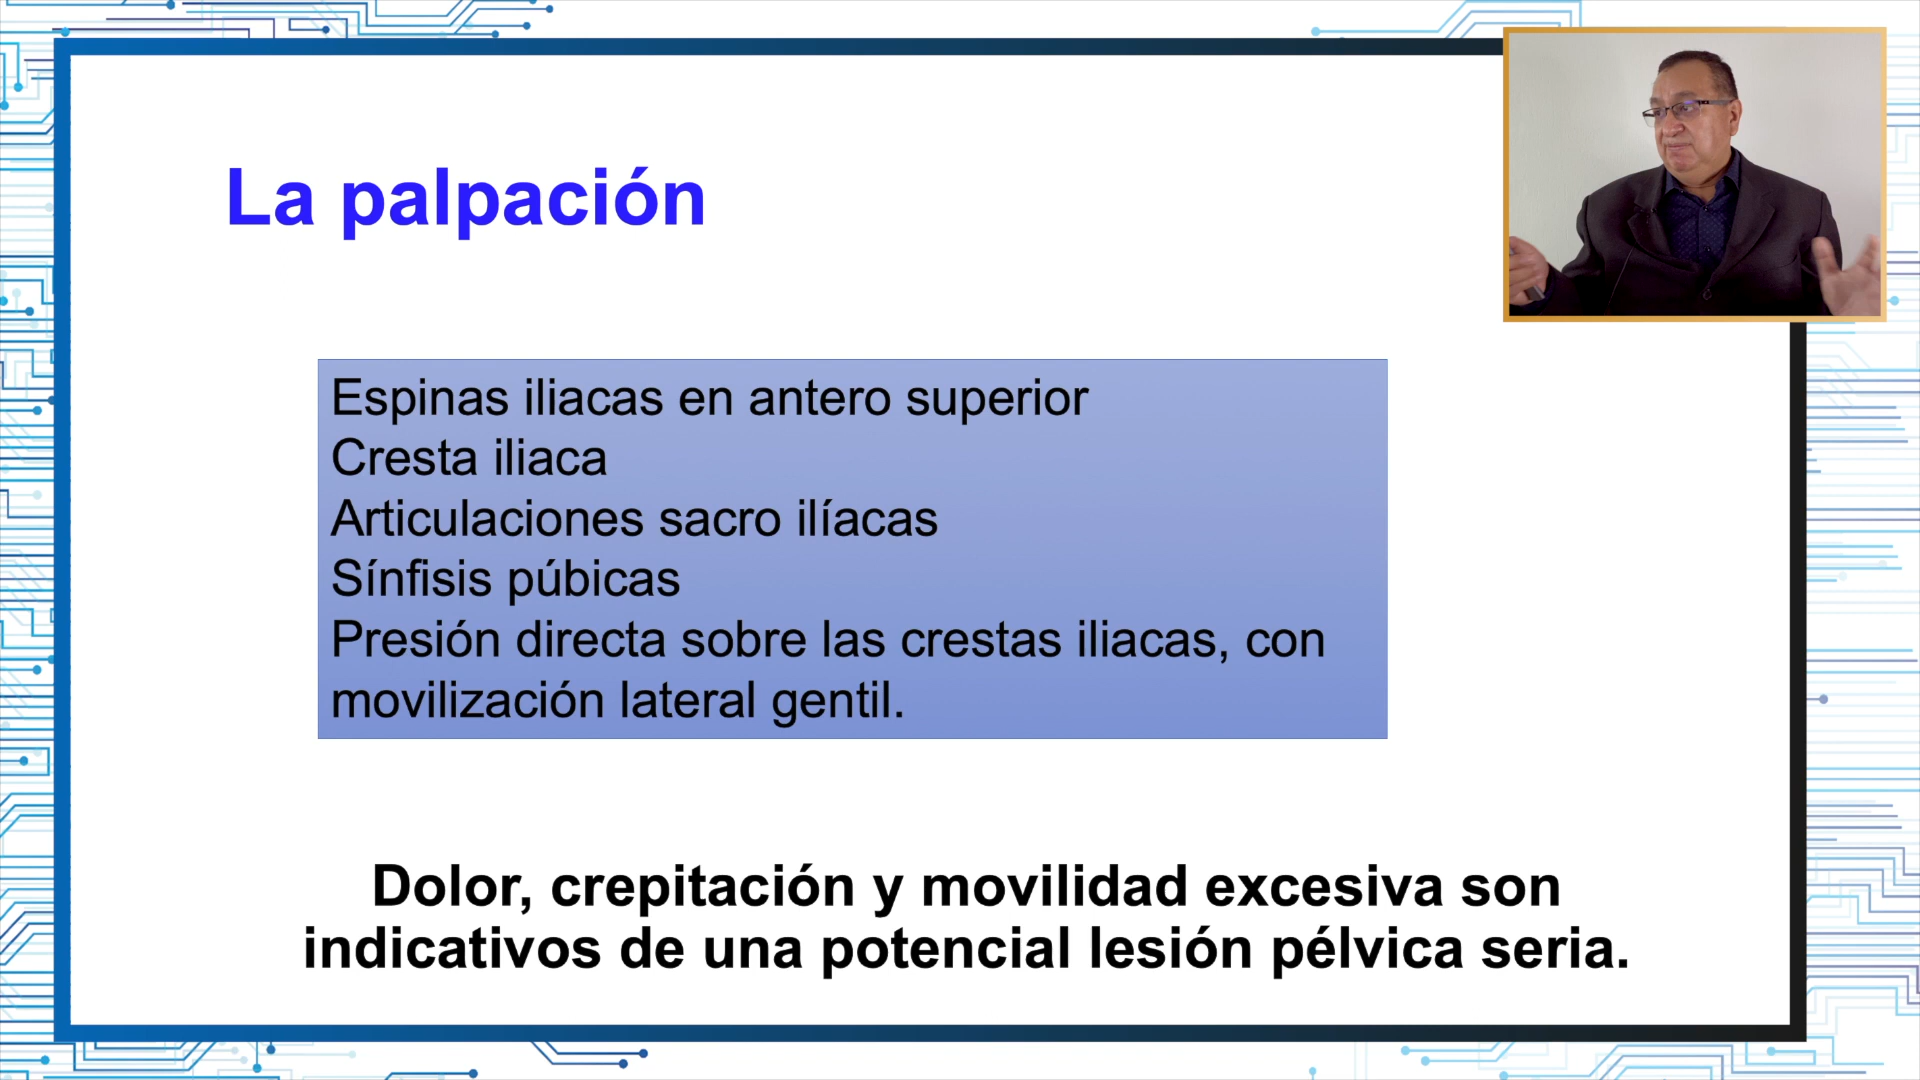 La palpación
Espinas iliacas en antero superior
Cresta iliaca
Articulaciones sacro ilíacas
Sínfisis púbicas
Presión directa sobre las crestas iliacas, con
movilización lateral gentil.
Dolor, crepitación y movilidad excesiva son
indicativos de una potencial lesión pélvica seria.